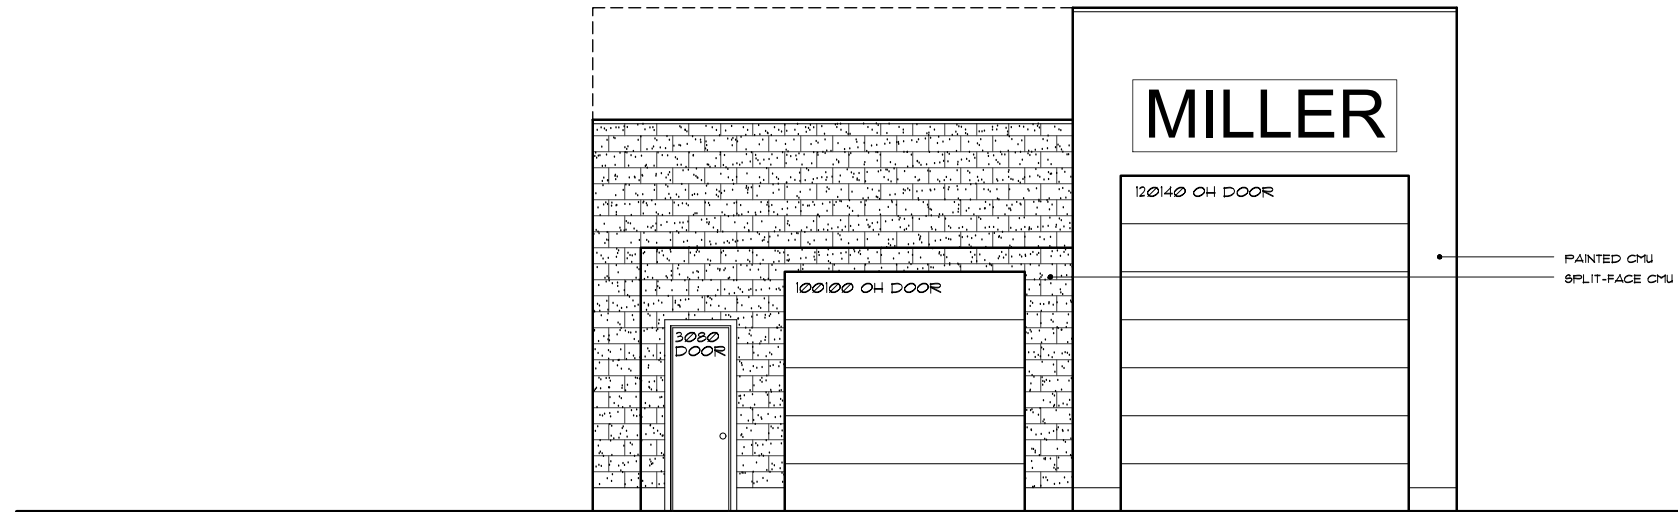 MILLER
120140 OH DOOR
PAINTED CMU
SPLIT-FACE CMU
100100 OH DOOR
3080
DOOR